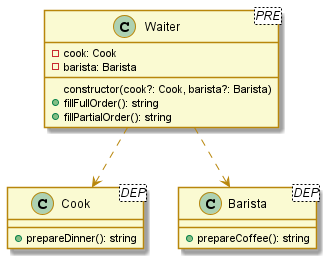 PRE
C Waiter
cook: Cook
barista: Barista
constructor(cook?: Cook, barista?: Barista)
fillFullOrder(): string
fillPartialOrder(): string
DEP
C Cook
prepareDinner(): string
DEP
C Barista
prepareCoffee(): string